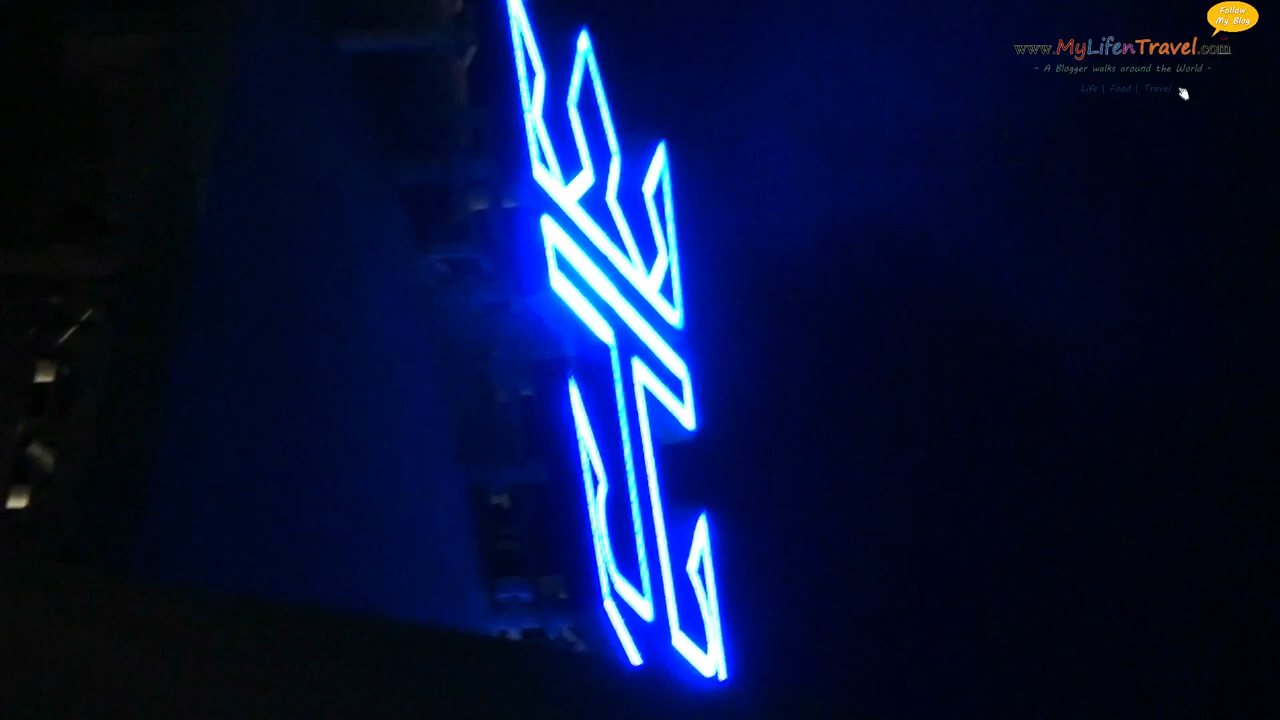 Follow
My Blog
www.MyLifenTravel.com
- A Blogger walks around the World -
Life | Food | Travel